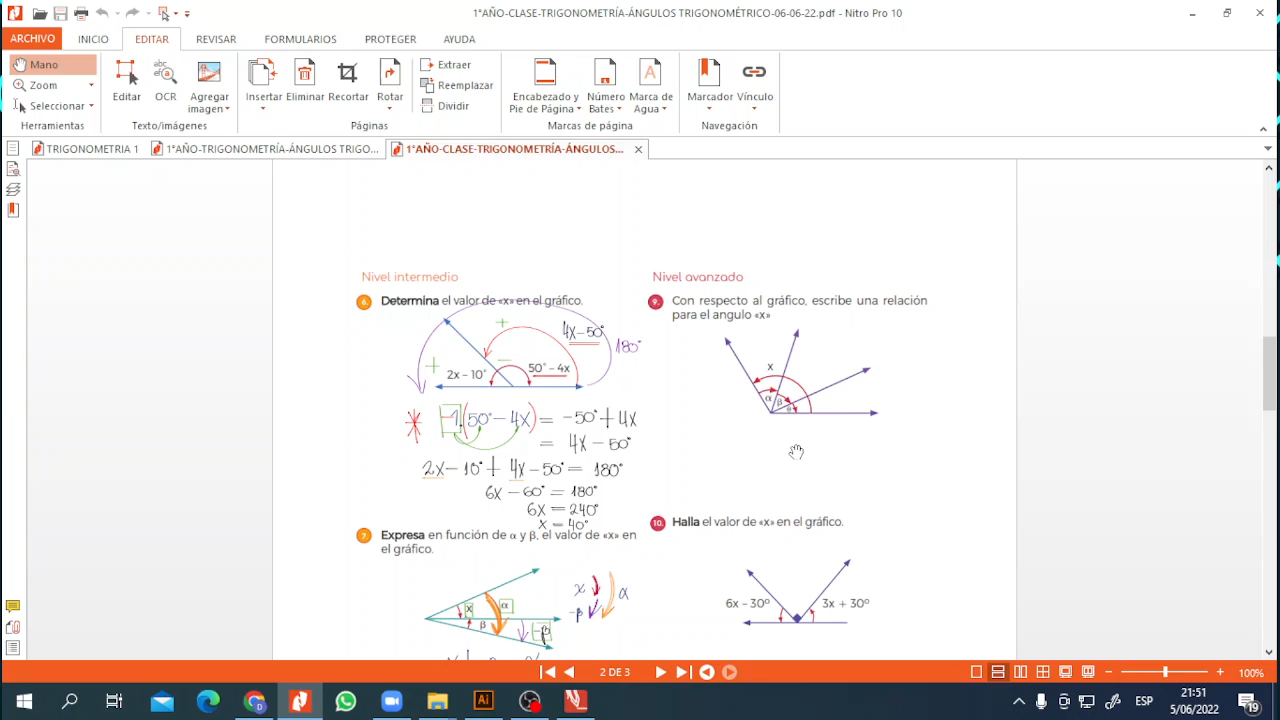 1°AÑO-CLASE-TRIGONOMETRÍA-ÁNGULOS TRIGONOMÉTRICO-06-06-22.pdf - Nitro Pro 10
ARCHIVO INICIO EDITAR REVISAR FORMULARIOS PROTEGER AYUDA
Mano
Zoom
Seleccionar
Herramientas
Editar OCR Agregar imagen
Texto/imágenes
Insertar Eliminar Recortar Rotar
Extraer
Reemplazar
Dividir
Páginas
Encabezado y Pie de Página
Número Bates
Marca de Agua
Marcas de página
Marcador Vínculo
Navegación
TRIGONOMETRIA 1
1°AÑO-TRIGONOMETRÍA-ÁNGULOS TRIGO...
1°AÑO-CLASE-TRIGONOMETRÍA-ÁNGULOS...
Nivel intermedio
6. Determina el valor de «x» en el gráfico.
+
4x-50°
180°
+
−
2x – 10°
50° – 4x
* -1.(50°-4x) = -50°+4x
= 4x-50°
2x-10°+4x-50°=180°
6x-60°=180°
6x=240°
x=40°
7. Expresa en función de α y β, el valor de «x» en
el gráfico.
x
α
β
-β
x
-β
α
Nivel avanzado
9. Con respecto al gráfico, escribe una relación
para el angulo «x»
x
α
β
θ
10. Halla el valor de «x» en el gráfico.
6x – 30º
3x + 30º
2 DE 3
100%
ESP
21:51
5/06/2022
19